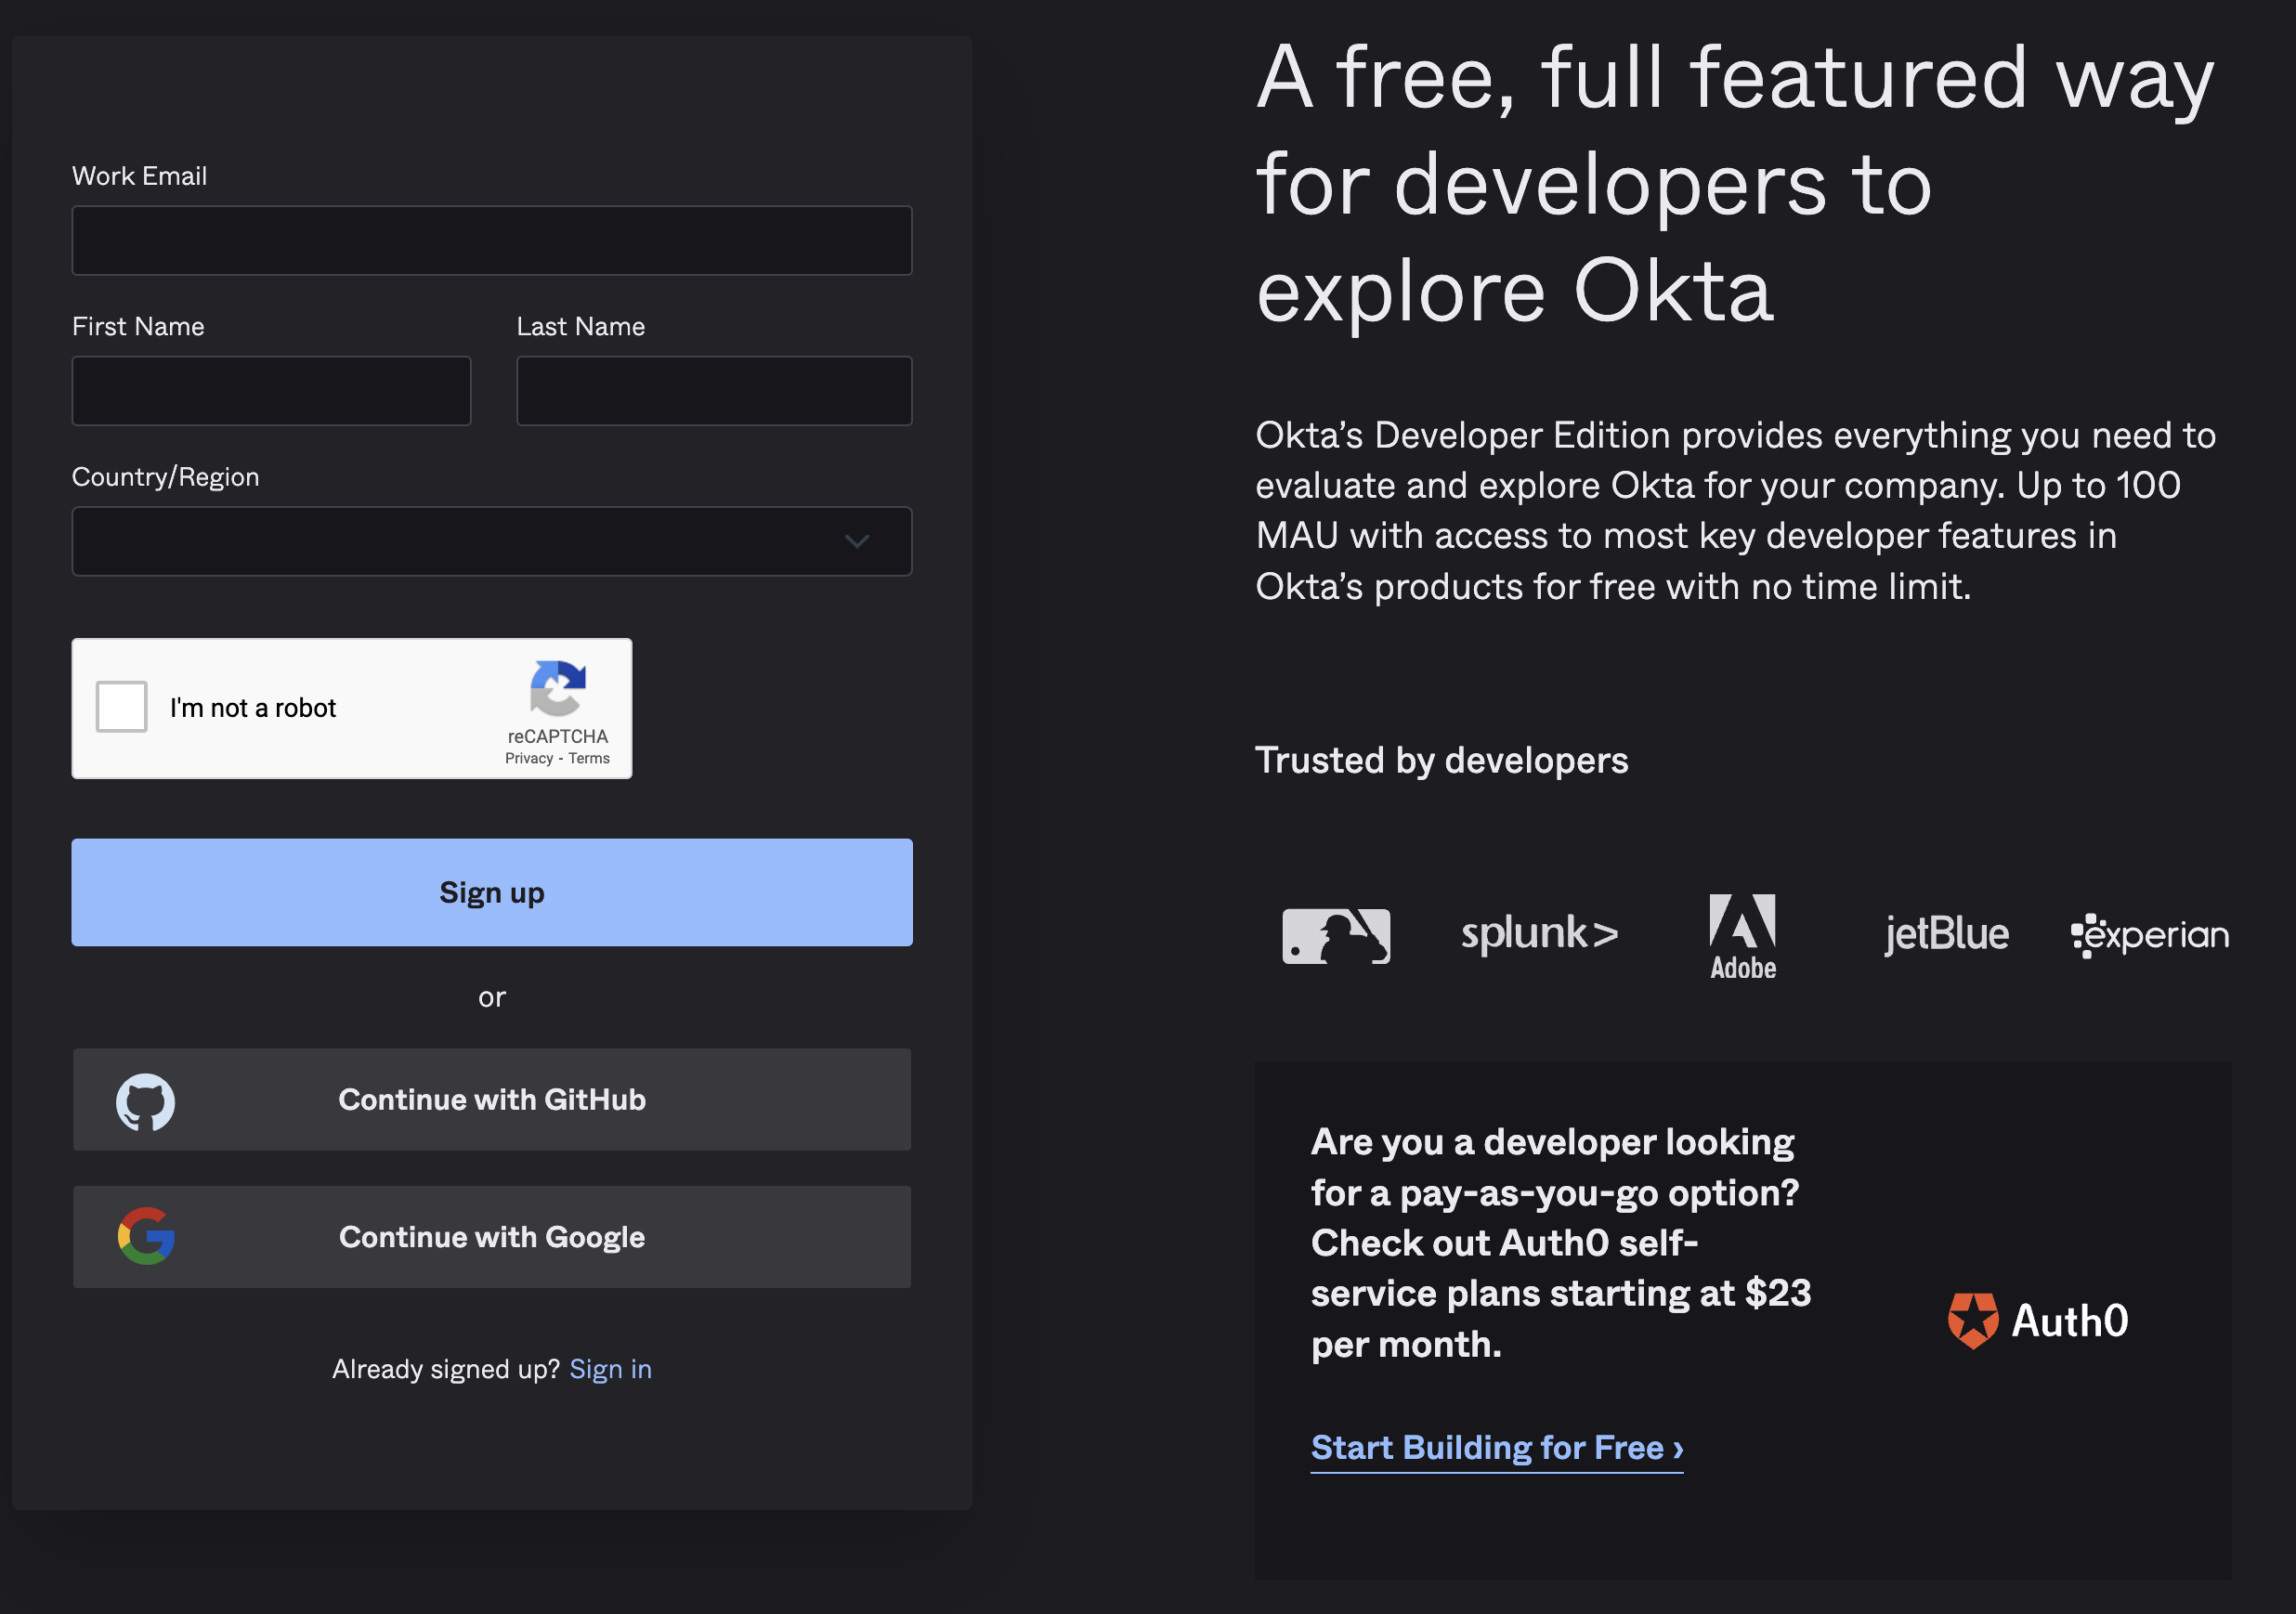 Work Email
First Name
Last Name
Country/Region
I'm not a robot
reCAPTCHA
Privacy - Terms
Sign up
or
Continue with GitHub
Continue with Google
Already signed up? Sign in
A free, full featured way
for developers to
explore Okta
Okta’s Developer Edition provides everything you need to
evaluate and explore Okta for your company. Up to 100
MAU with access to most key developer features in
Okta’s products for free with no time limit.
Trusted by developers
splunk>
Adobe
jetBlue
experian
Are you a developer looking
for a pay-as-you-go option?
Check out Auth0 self-
service plans starting at $23
per month.
Auth0
Start Building for Free ›